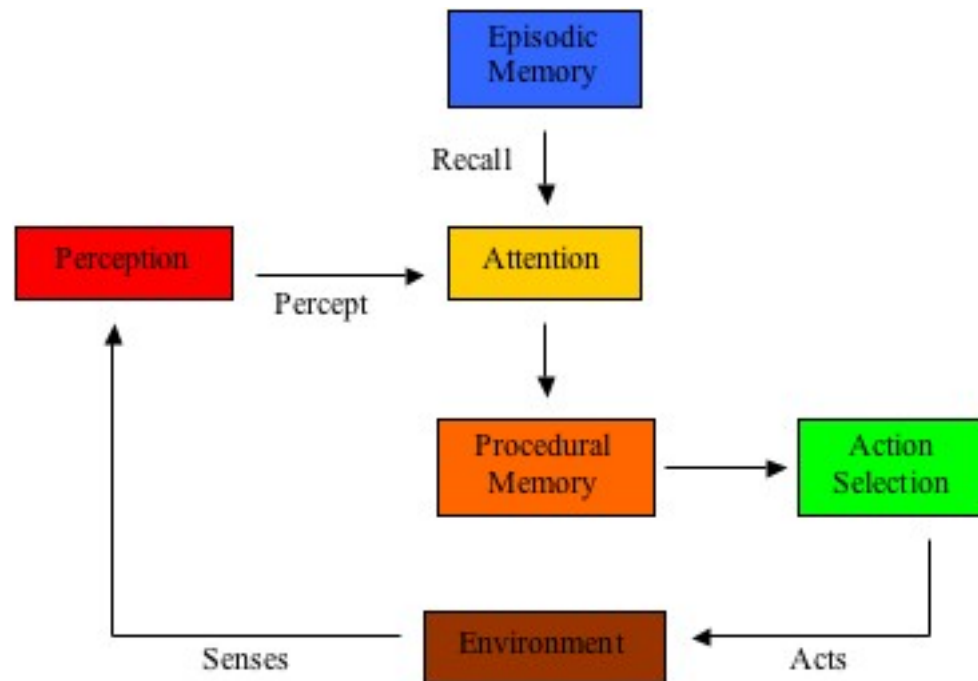 Episodic
Memory
Recall
Perception
Attention
Percept
Procedural
Memory
Action
Selection
Environment
Senses
Acts